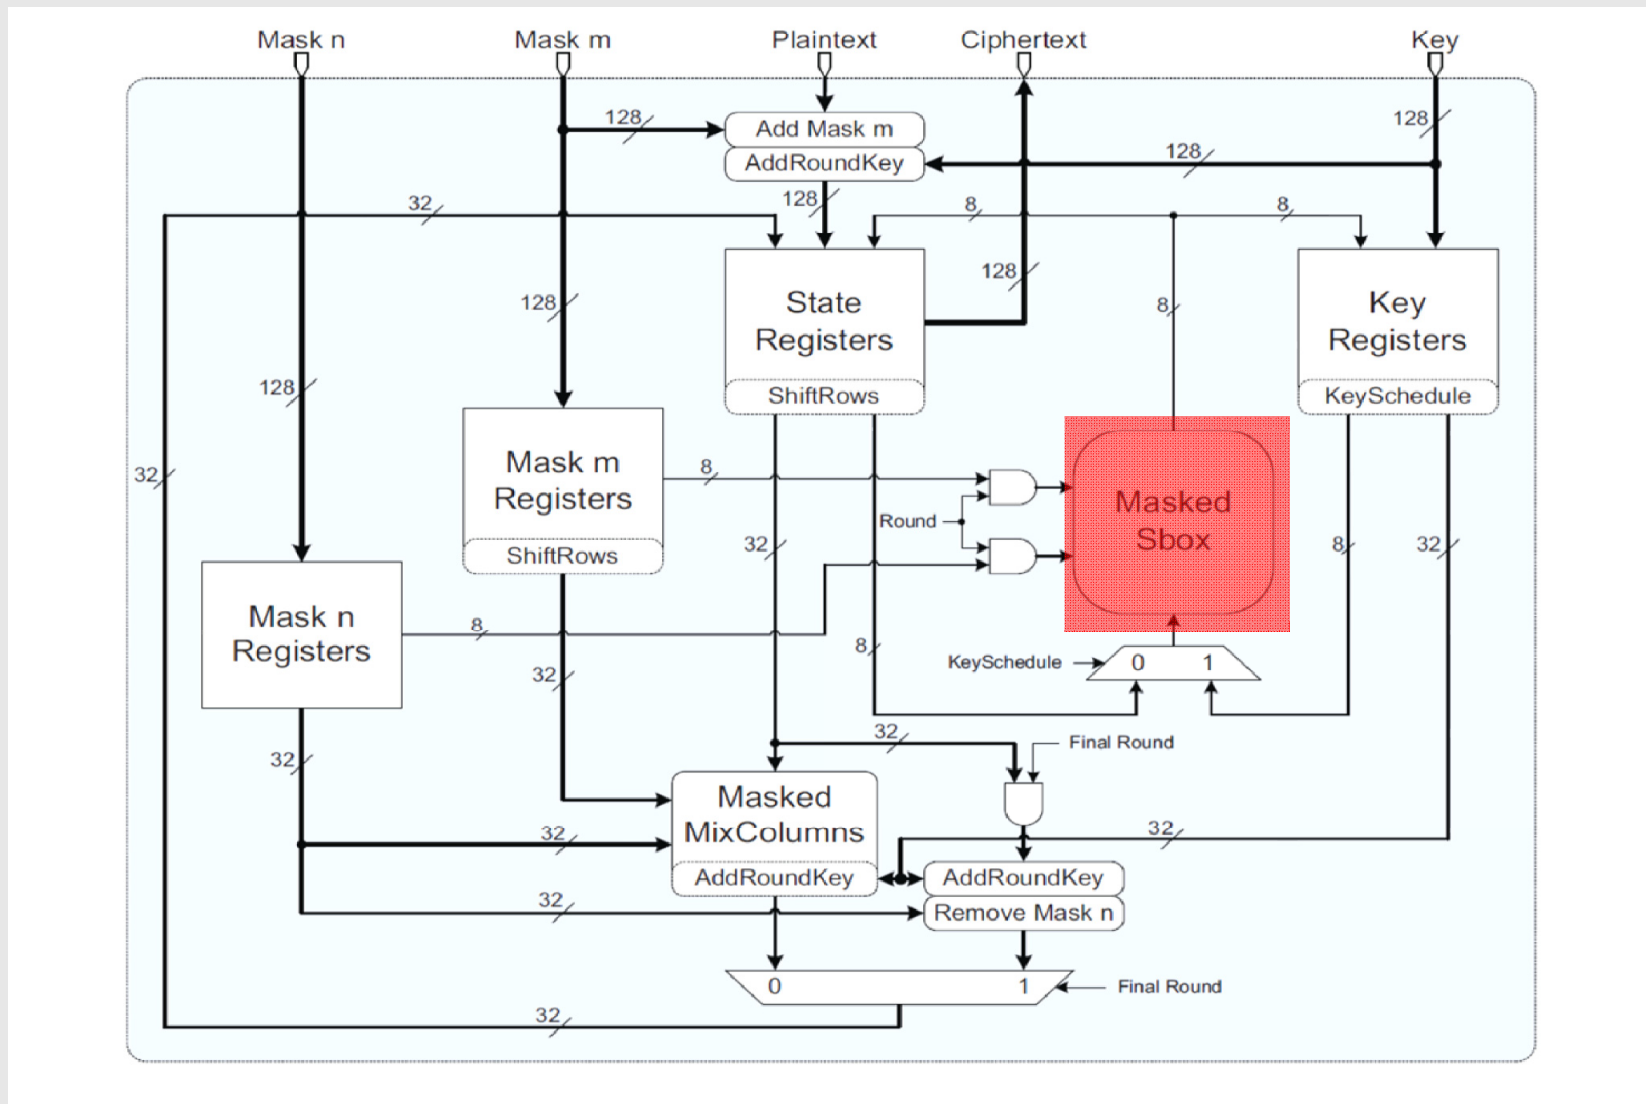 Mask n
Mask m
Plaintext
Ciphertext
Key
128
Add Mask m
128
AddRoundKey
128
128
32
8
8
128
128
8
State
Registers
Key
Registers
128
ShiftRows
KeySchedule
Mask m
Registers
8
Masked
Sbox
32
Round
32
8
32
ShiftRows
Mask n
Registers
8
8
KeySchedule
0
1
32
32
Final Round
32
Masked
MixColumns
32
32
AddRoundKey
AddRoundKey
32
Remove Mask n
0
1
Final Round
32